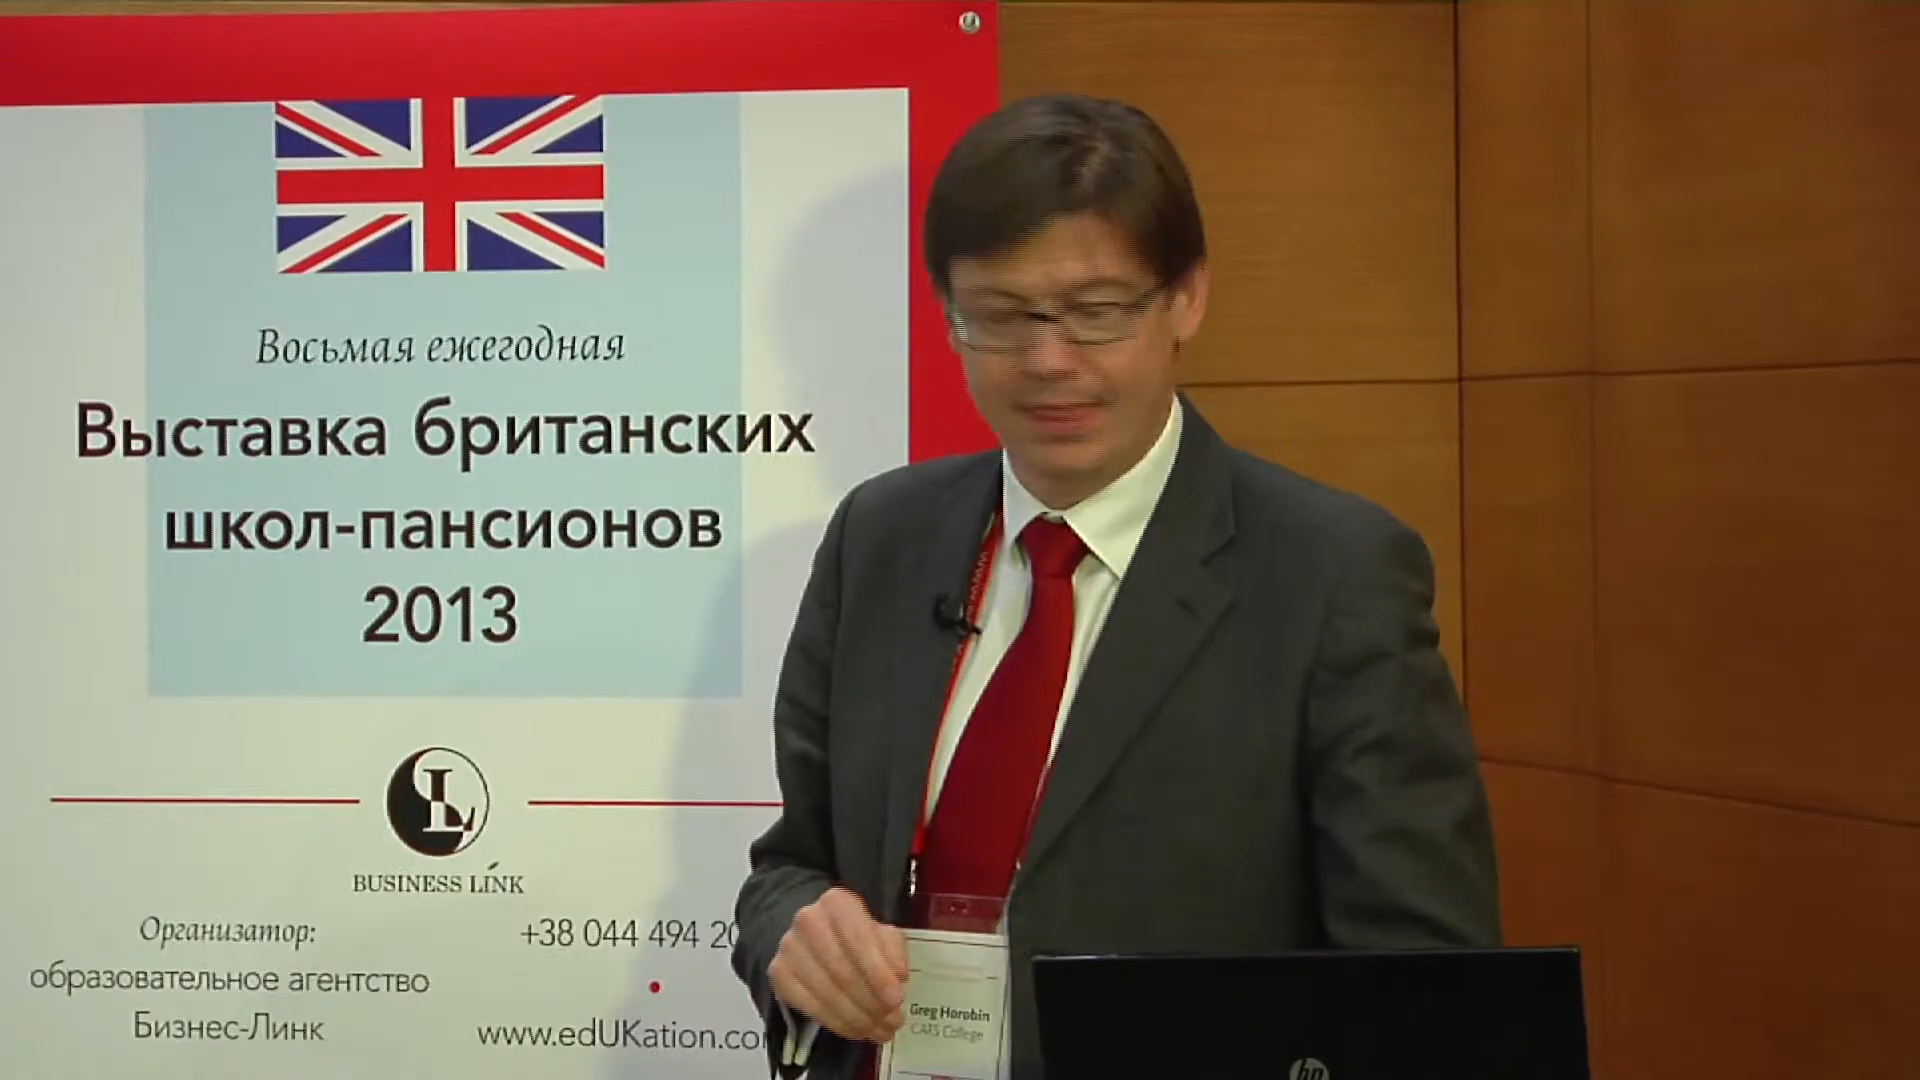 Восьмая ежегодная
Выставка британских
школ-пансионов
2013
BUSINESS LINK
Организатор:
образовательное агентство
Бизнес-Линк
+38 044 494 20
www.edUKation.co
Greg Horobin
CATS College
hp